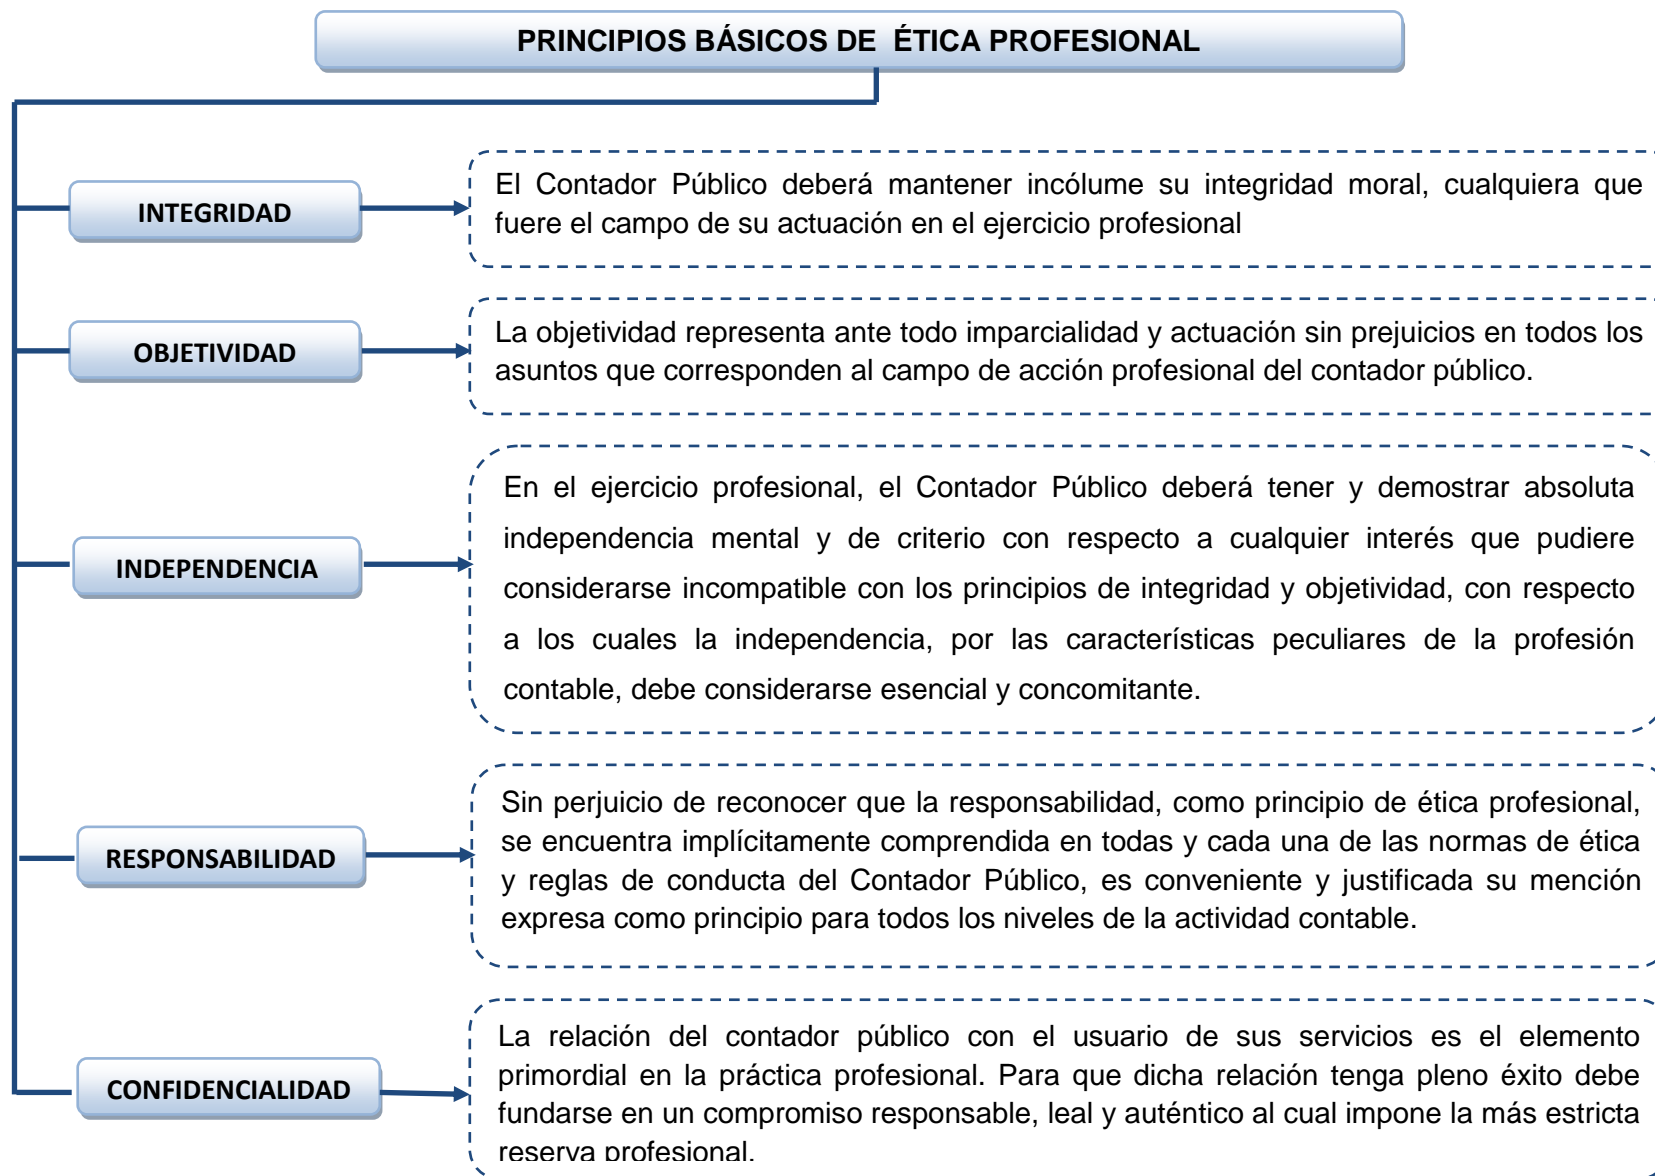 PRINCIPIOS BÁSICOS DE ÉTICA PROFESIONAL
INTEGRIDAD
El Contador Público deberá mantener incólume su integridad moral, cualquiera que
fuere el campo de su actuación en el ejercicio profesional
OBJETIVIDAD
La objetividad representa ante todo imparcialidad y actuación sin prejuicios en todos los
asuntos que corresponden al campo de acción profesional del contador público.
INDEPENDENCIA
En el ejercicio profesional, el Contador Público deberá tener y demostrar absoluta
independencia mental y de criterio con respecto a cualquier interés que pudiere
considerarse incompatible con los principios de integridad y objetividad, con respecto
a los cuales la independencia, por las características peculiares de la profesión
contable, debe considerarse esencial y concomitante.
RESPONSABILIDAD
Sin perjuicio de reconocer que la responsabilidad, como principio de ética profesional,
se encuentra implícitamente comprendida en todas y cada una de las normas de ética
y reglas de conducta del Contador Público, es conveniente y justificada su mención
expresa como principio para todos los niveles de la actividad contable.
CONFIDENCIALIDAD
La relación del contador público con el usuario de sus servicios es el elemento
primordial en la práctica profesional. Para que dicha relación tenga pleno éxito debe
fundarse en un compromiso responsable, leal y auténtico al cual impone la más estricta
reserva profesional.